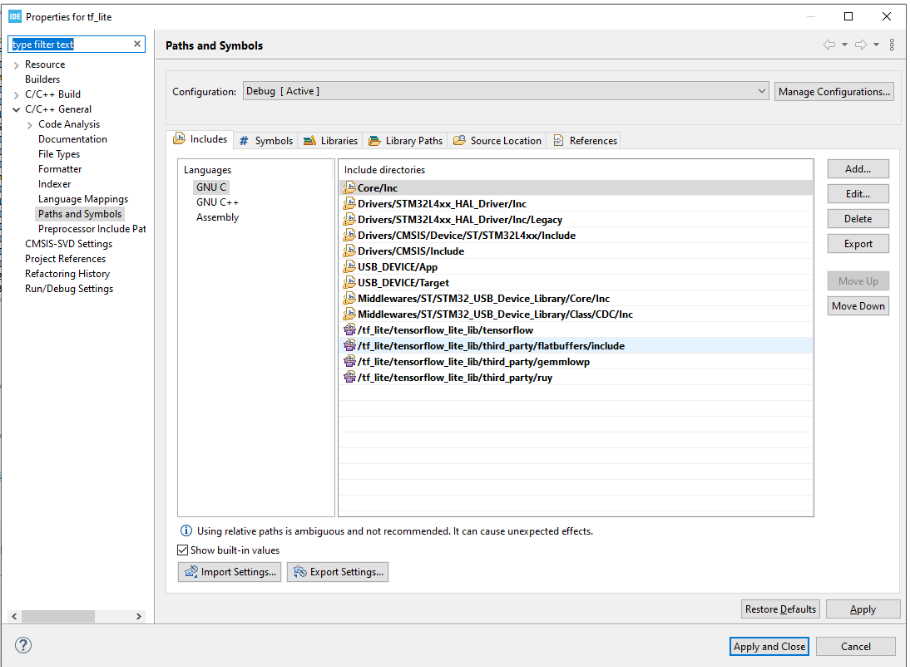 IDE Properties for tf_lite
type filter text
Resource
Builders
C/C++ Build
C/C++ General
Code Analysis
Documentation
File Types
Formatter
Indexer
Language Mappings
Paths and Symbols
Preprocessor Include Pat
CMSIS-SVD Settings
Project References
Refactoring History
Run/Debug Settings
Paths and Symbols
Configuration: Debug [ Active ] Manage Configurations...
Includes # Symbols Libraries Library Paths Source Location References
Languages
GNU C
GNU C++
Assembly
Include directories
Core/Inc
Drivers/STM32L4xx_HAL_Driver/Inc
Drivers/STM32L4xx_HAL_Driver/Inc/Legacy
Drivers/CMSIS/Device/ST/STM32L4xx/Include
Drivers/CMSIS/Include
USB_DEVICE/App
USB_DEVICE/Target
Middlewares/ST/STM32_USB_Device_Library/Core/Inc
Middlewares/ST/STM32_USB_Device_Library/Class/CDC/Inc
/tf_lite/tensorflow_lite_lib/tensorflow
/tf_lite/tensorflow_lite_lib/third_party/flatbuffers/include
/tf_lite/tensorflow_lite_lib/third_party/gemmlowp
/tf_lite/tensorflow_lite_lib/third_party/ruy
Add...
Edit...
Delete
Export
Move Up
Move Down
Using relative paths is ambiguous and not recommended. It can cause unexpected effects.
Show built-in values
Import Settings... Export Settings...
Restore Defaults Apply
Apply and Close Cancel